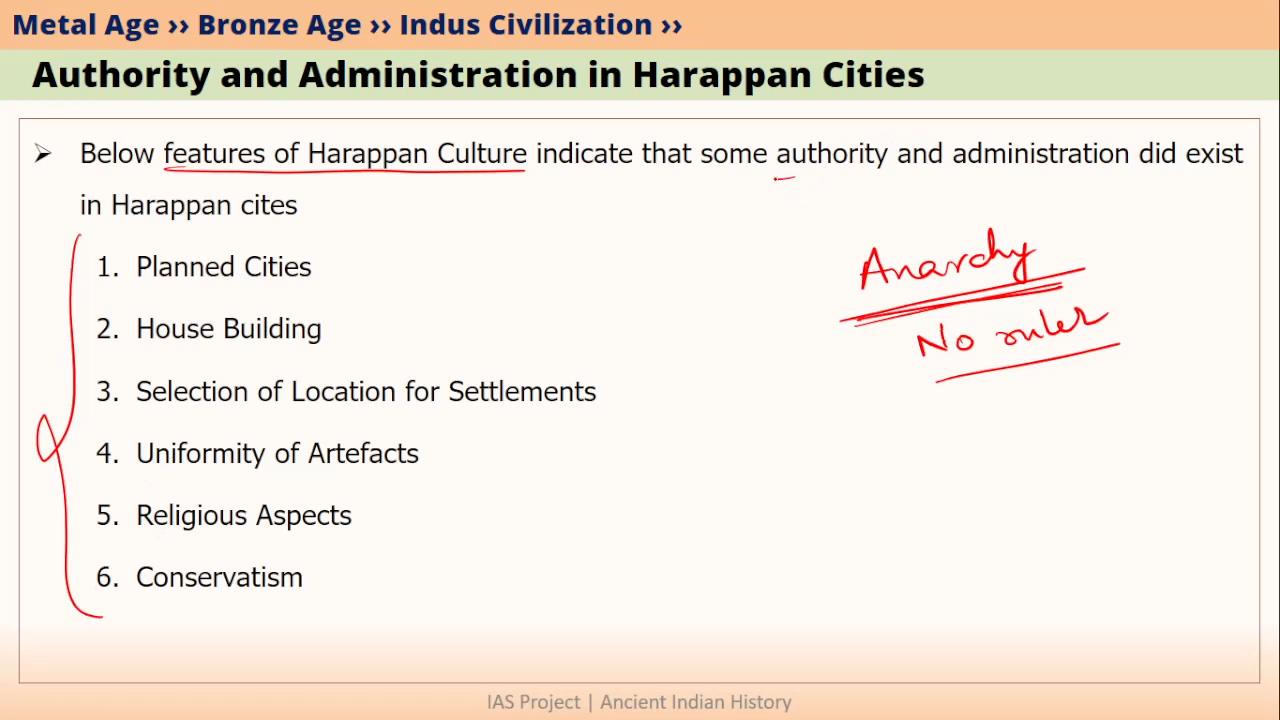 Metal Age ›› Bronze Age ›› Indus Civilization ››
Authority and Administration in Harappan Cities
➢ Below features of Harappan Culture indicate that some authority and administration did exist
in Harappan cites
1. Planned Cities
2. House Building
3. Selection of Location for Settlements
4. Uniformity of Artefacts
5. Religious Aspects
6. Conservatism
Anarchy
No ruler
IAS Project | Ancient Indian History